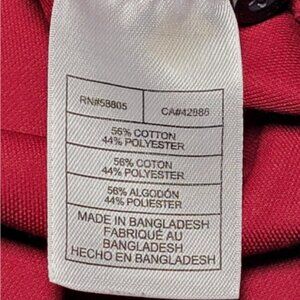 RN#58805 CA#42986
56% COTTON
44% POLYESTER
56% COTON
44% POLYESTER
56% ALGODÓN
44% POLIESTER
MADE IN BANGLADESH
FABRIQUÉ AU
BANGLADESH
HECHO EN BANGLADESH